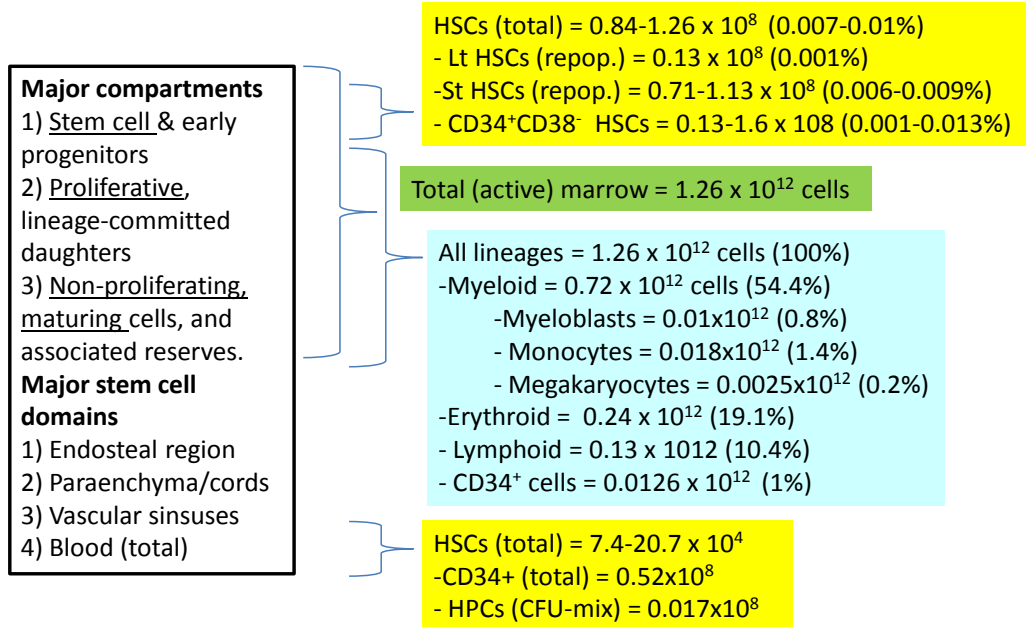 Major compartments
1) Stem cell & early
progenitors
2) Proliferative,
lineage-committed
daughters
3) Non-proliferating,
maturing cells, and
associated reserves.
Major stem cell
domains
1) Endosteal region
2) Paraenchyma/cords
3) Vascular sinsuses
4) Blood (total)
HSCs (total) = 0.84-1.26 x 10⁸ (0.007-0.01%)
- Lt HSCs (repop.) = 0.13 x 10⁸ (0.001%)
-St HSCs (repop.) = 0.71-1.13 x 10⁸ (0.006-0.009%)
- CD34⁺CD38⁻ HSCs = 0.13-1.6 x 108 (0.001-0.013%)
Total (active) marrow = 1.26 x 10¹² cells
All lineages = 1.26 x 10¹² cells (100%)
-Myeloid = 0.72 x 10¹² cells (54.4%)
-Myeloblasts = 0.01x10¹² (0.8%)
- Monocytes = 0.018x10¹² (1.4%)
- Megakaryocytes = 0.0025x10¹² (0.2%)
-Erythroid = 0.24 x 10¹² (19.1%)
- Lymphoid = 0.13 x 1012 (10.4%)
- CD34⁺ cells = 0.0126 x 10¹² (1%)
HSCs (total) = 7.4-20.7 x 10⁴
-CD34+ (total) = 0.52x10⁸
- HPCs (CFU-mix) = 0.017x10⁸